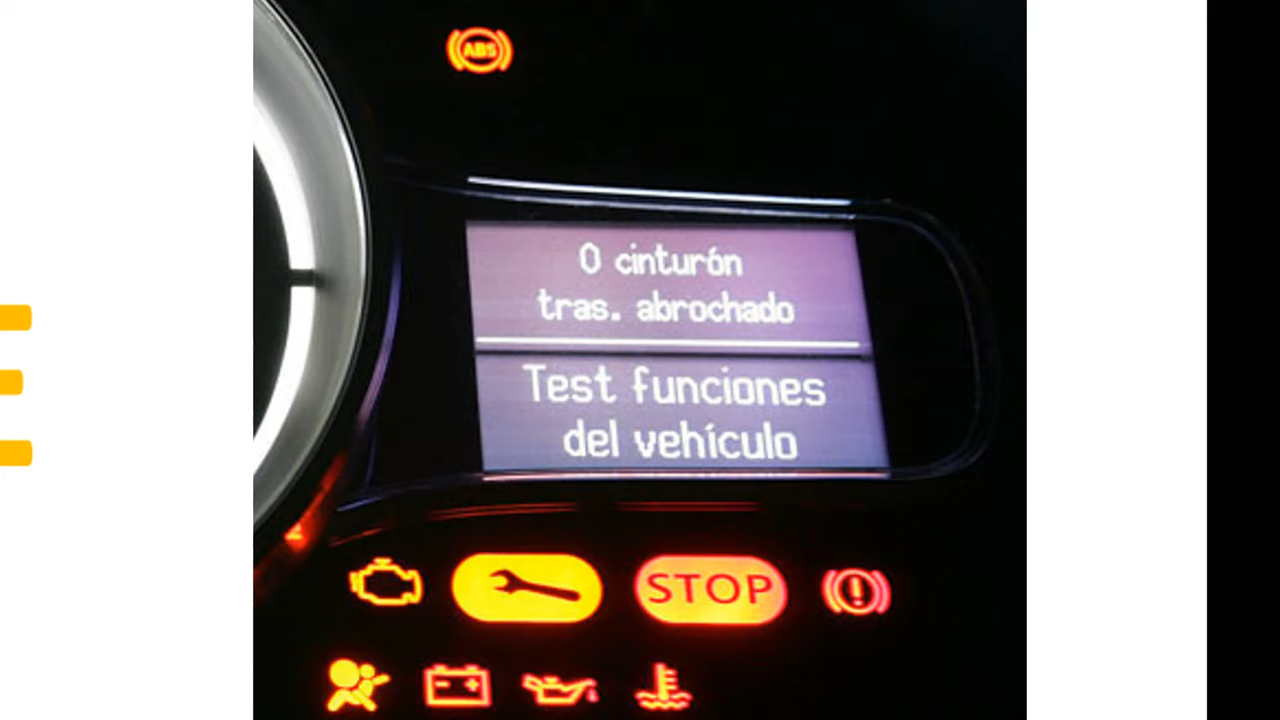 ABS
0 cinturón
tras. abrochado
Test funciones
del vehículo
STOP